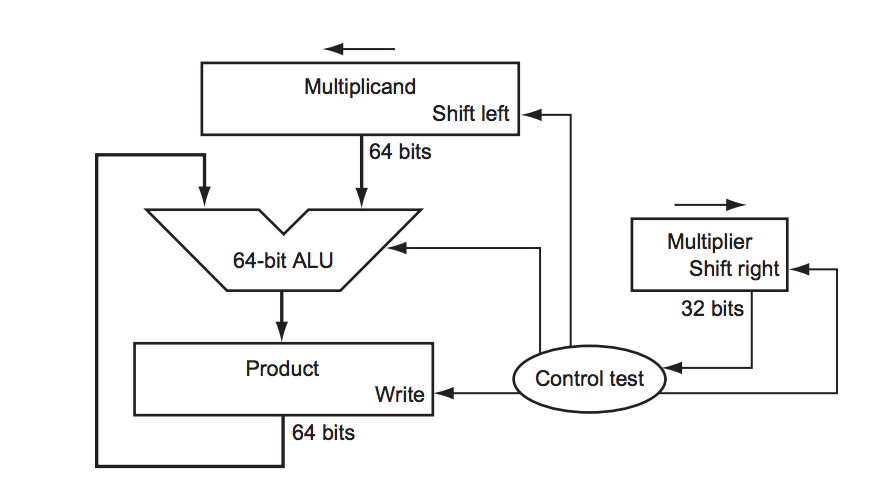 Multiplicand
Shift left
64 bits
64-bit ALU
Multiplier
Shift right
32 bits
Product
Write
Control test
64 bits